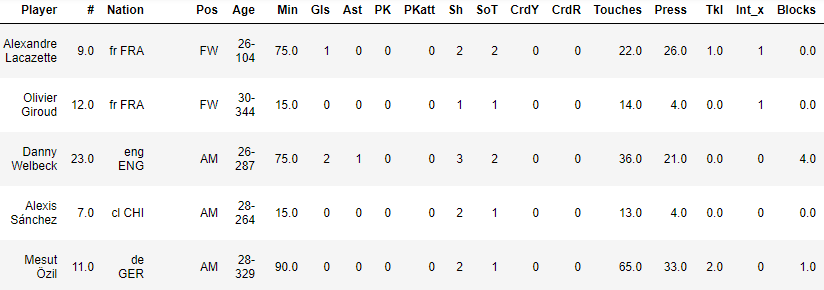 Player # Nation Pos Age Min Gls Ast PK PKatt Sh SoT CrdY CrdR Touches Press Tkl Int_x Blocks
Alexandre Lacazette 9.0 fr FRA FW 26-104 75.0 1 0 0 0 2 2 0 0 22.0 26.0 1.0 1 0.0
Olivier Giroud 12.0 fr FRA FW 30-344 15.0 0 0 0 0 1 1 0 0 14.0 4.0 0.0 1 0.0
Danny Welbeck 23.0 eng ENG AM 26-287 75.0 2 1 0 0 3 2 0 0 36.0 21.0 0.0 0 4.0
Alexis Sánchez 7.0 cl CHI AM 28-264 15.0 0 0 0 0 2 1 0 0 13.0 4.0 0.0 0 0.0
Mesut Özil 11.0 de GER AM 28-329 90.0 0 0 0 0 2 1 0 0 65.0 33.0 2.0 0 1.0